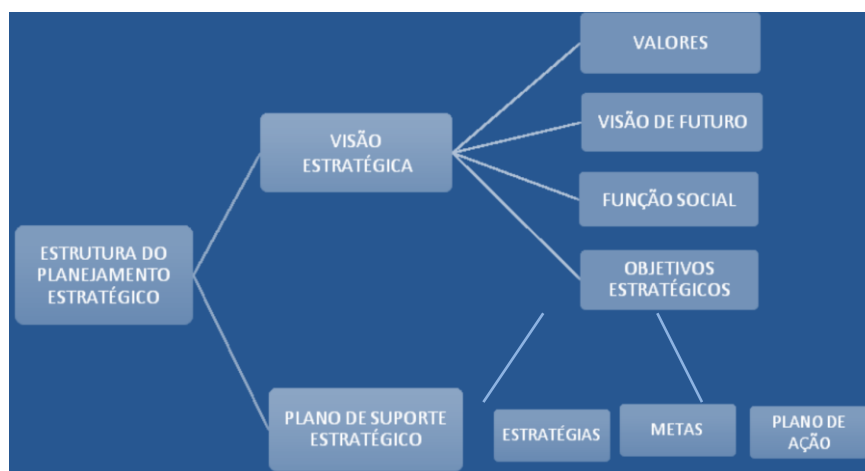 VALORES
VISÃO
ESTRATÉGICA
VISÃO DE FUTURO
FUNÇÃO SOCIAL
ESTRUTURA DO
PLANEJAMENTO
ESTRATÉGICO
OBJETIVOS
ESTRATÉGICOS
PLANO DE SUPORTE
ESTRATÉGICO
ESTRATÉGIAS
METAS
PLANO DE
AÇÃO